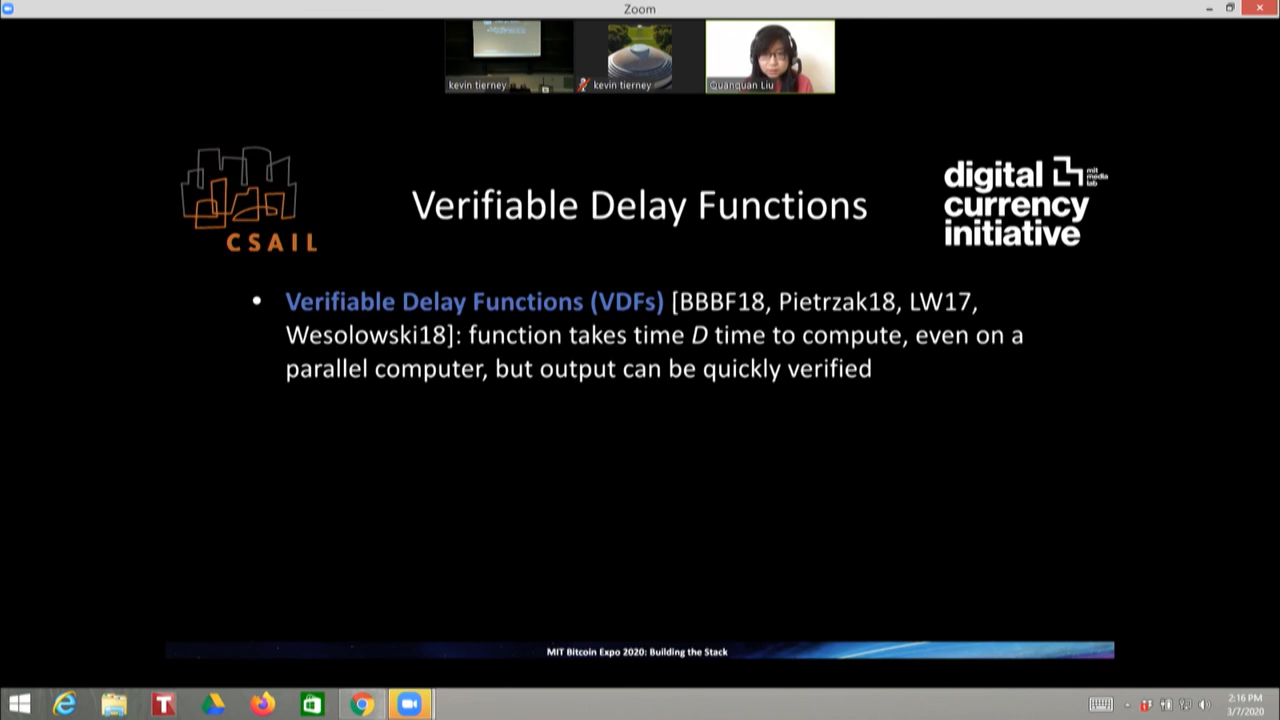 Zoom
kevin tierney
kevin tierney
Quanquan Liu
CSAIL
Verifiable Delay Functions
digital
currency
initiative
mit
media
lab
• Verifiable Delay Functions (VDFs) [BBBF18, Pietrzak18, LW17,
Wesolowski18]: function takes time D time to compute, even on a
parallel computer, but output can be quickly verified
MIT Bitcoin Expo 2020: Building the Stack
T
2:16 PM
3/7/2020